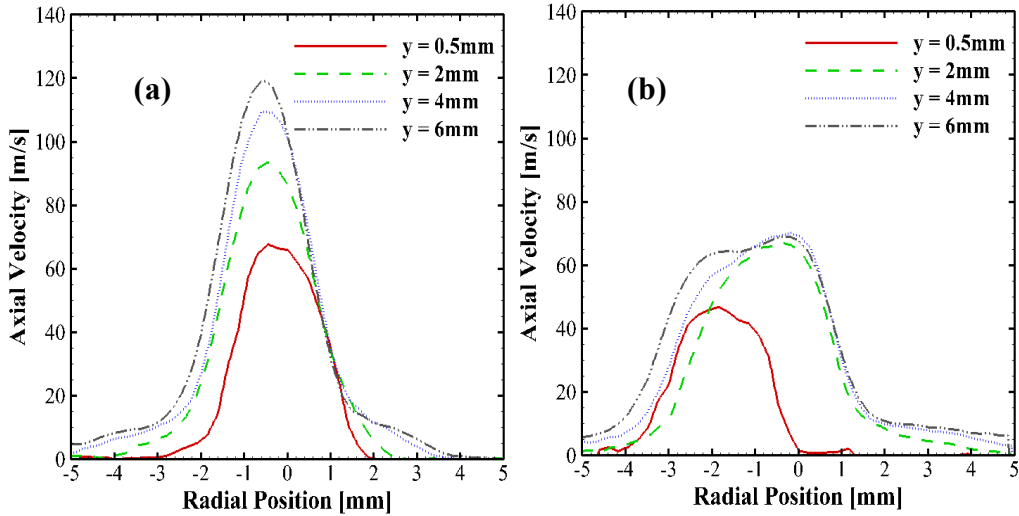 140
120
100
80
60
40
20
0
Axial Velocity [m/s]
(a)
y = 0.5mm
y = 2mm
y = 4mm
y = 6mm
-5 -4 -3 -2 -1 0 1 2 3 4 5
Radial Position [mm]
140
120
100
80
60
40
20
0
Axial Velocity [m/s]
(b)
y = 0.5mm
y = 2mm
y = 4mm
y = 6mm
-5 -4 -3 -2 -1 0 1 2 3 4 5
Radial Position [mm]